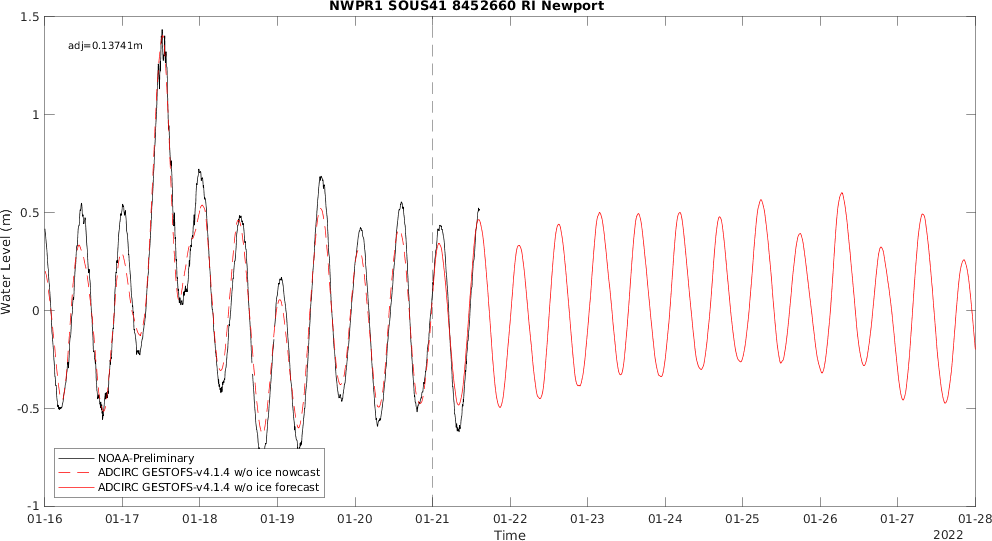 NWPR1 SOUS41 8452660 RI Newport
adj=0.13741m
1.5
1
0.5
0
-0.5
-1
Water Level (m)
NOAA-Preliminary
ADCIRC GESTOFS-v4.1.4 w/o ice nowcast
ADCIRC GESTOFS-v4.1.4 w/o ice forecast
01-16 01-17 01-18 01-19 01-20 01-21 01-22 01-23 01-24 01-25 01-26 01-27 01-28
Time
2022